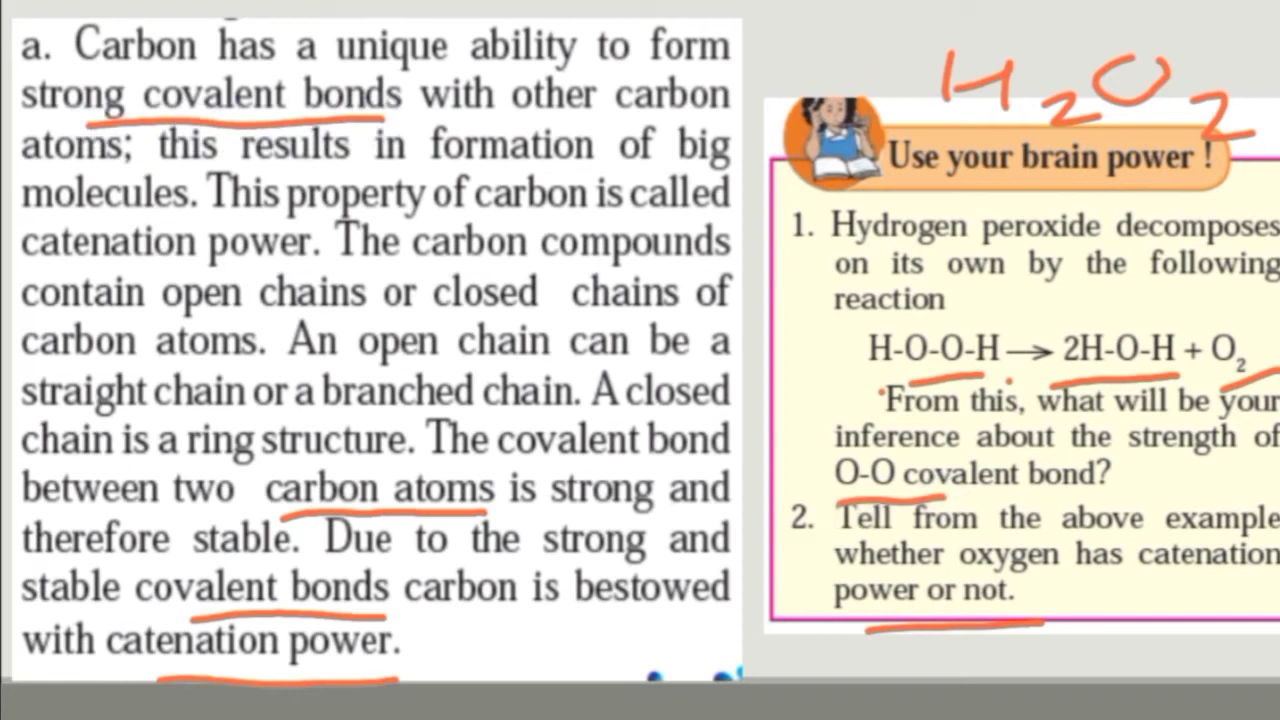 a. Carbon has a unique ability to form
strong covalent bonds with other carbon
atoms; this results in formation of big
molecules. This property of carbon is called
catenation power. The carbon compounds
contain open chains or closed chains of
carbon atoms. An open chain can be a
straight chain or a branched chain. A closed
chain is a ring structure. The covalent bond
between two carbon atoms is strong and
therefore stable. Due to the strong and
stable covalent bonds carbon is bestowed
with catenation power.
H2O2
Use your brain power !
1. Hydrogen peroxide decomposes
on its own by the following
reaction
H-O-O-H → 2H-O-H + O2
From this, what will be your
inference about the strength of
O-O covalent bond?
2. Tell from the above example
whether oxygen has catenation
power or not.